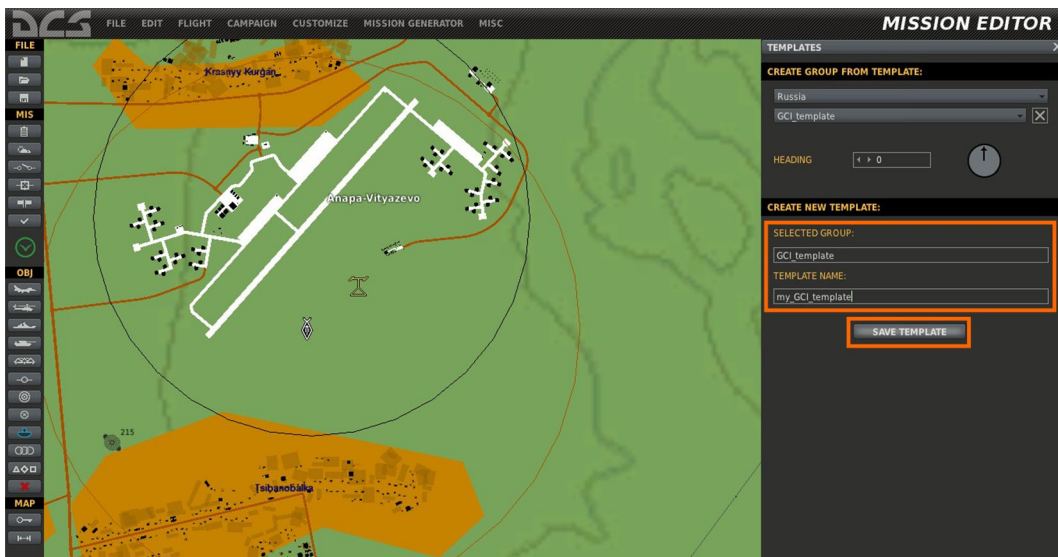 DCS
FILE EDIT FLIGHT CAMPAIGN CUSTOMIZE MISSION GENERATOR MISC
MISSION EDITOR
FILE
MIS
OBJ
MAP
Krasnyy Kurgan
Anapa-Vityazevo
215
Tsibanobalka
TEMPLATES
CREATE GROUP FROM TEMPLATE:
Russia
GCI_template
HEADING 0
CREATE NEW TEMPLATE:
SELECTED GROUP:
GCI_template
TEMPLATE NAME:
my_GCI_template
SAVE TEMPLATE